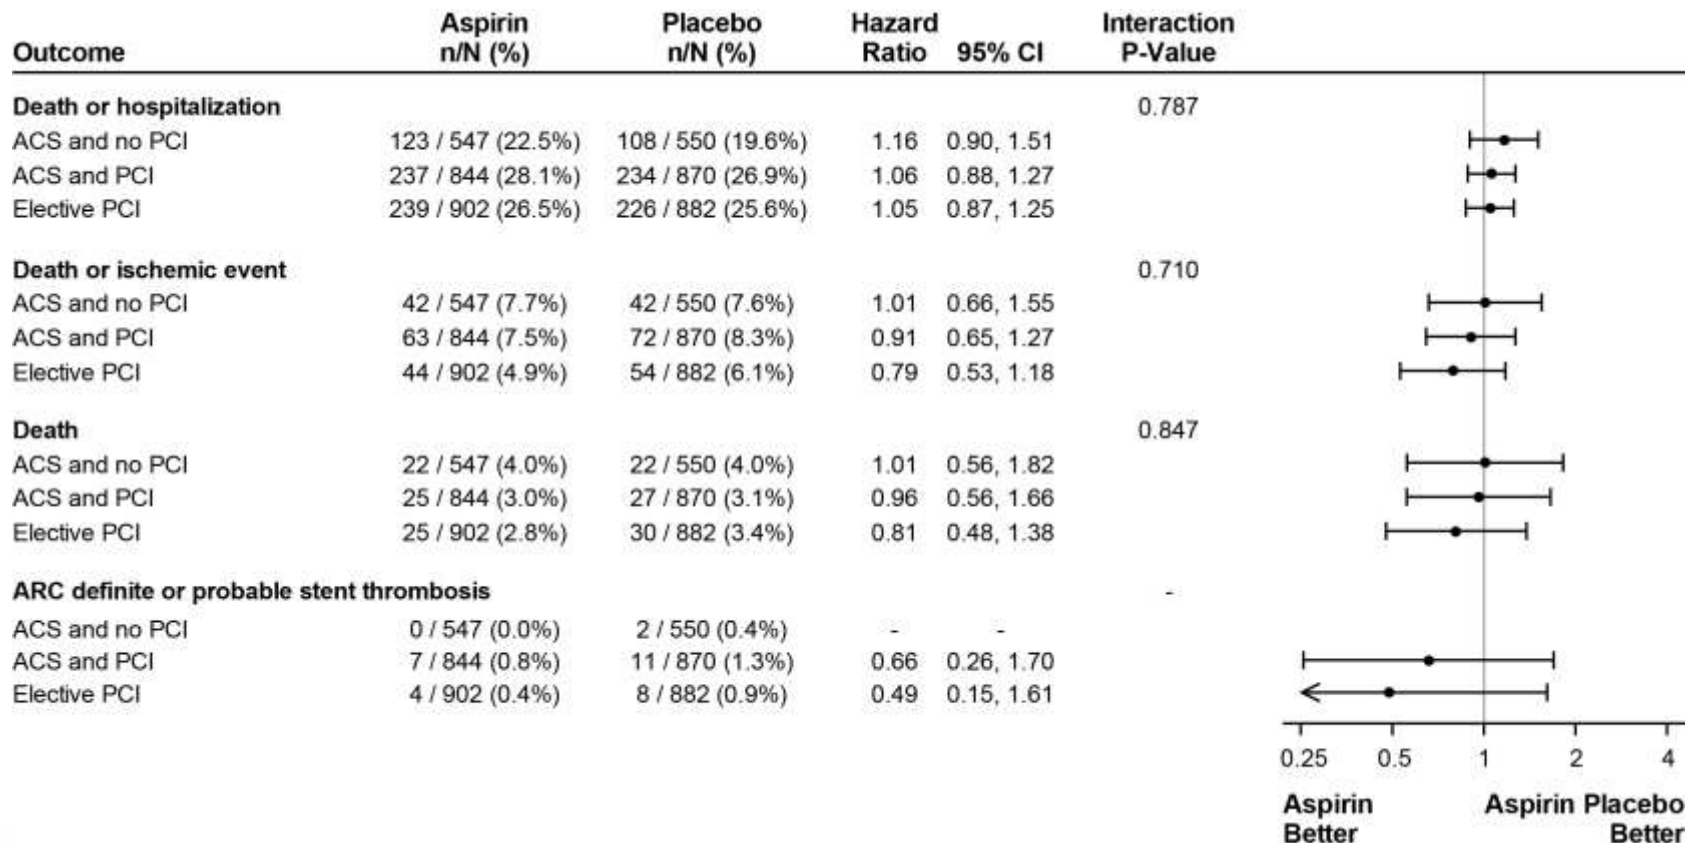 Aspirin Placebo Hazard Interaction
Outcome n/N (%) n/N (%) Ratio 95% CI P-Value
Death or hospitalization 0.787
ACS and no PCI 123 / 547 (22.5%) 108 / 550 (19.6%) 1.16 0.90, 1.51
ACS and PCI 237 / 844 (28.1%) 234 / 870 (26.9%) 1.06 0.88, 1.27
Elective PCI 239 / 902 (26.5%) 226 / 882 (25.6%) 1.05 0.87, 1.25
Death or ischemic event 0.710
ACS and no PCI 42 / 547 (7.7%) 42 / 550 (7.6%) 1.01 0.66, 1.55
ACS and PCI 63 / 844 (7.5%) 72 / 870 (8.3%) 0.91 0.65, 1.27
Elective PCI 44 / 902 (4.9%) 54 / 882 (6.1%) 0.79 0.53, 1.18
Death 0.847
ACS and no PCI 22 / 547 (4.0%) 22 / 550 (4.0%) 1.01 0.56, 1.82
ACS and PCI 25 / 844 (3.0%) 27 / 870 (3.1%) 0.96 0.56, 1.66
Elective PCI 25 / 902 (2.8%) 30 / 882 (3.4%) 0.81 0.48, 1.38
ARC definite or probable stent thrombosis -
ACS and no PCI 0 / 547 (0.0%) 2 / 550 (0.4%) - -
ACS and PCI 7 / 844 (0.8%) 11 / 870 (1.3%) 0.66 0.26, 1.70
Elective PCI 4 / 902 (0.4%) 8 / 882 (0.9%) 0.49 0.15, 1.61
0.25 0.5 1 2 4
Aspirin Aspirin Placebo
Better Better